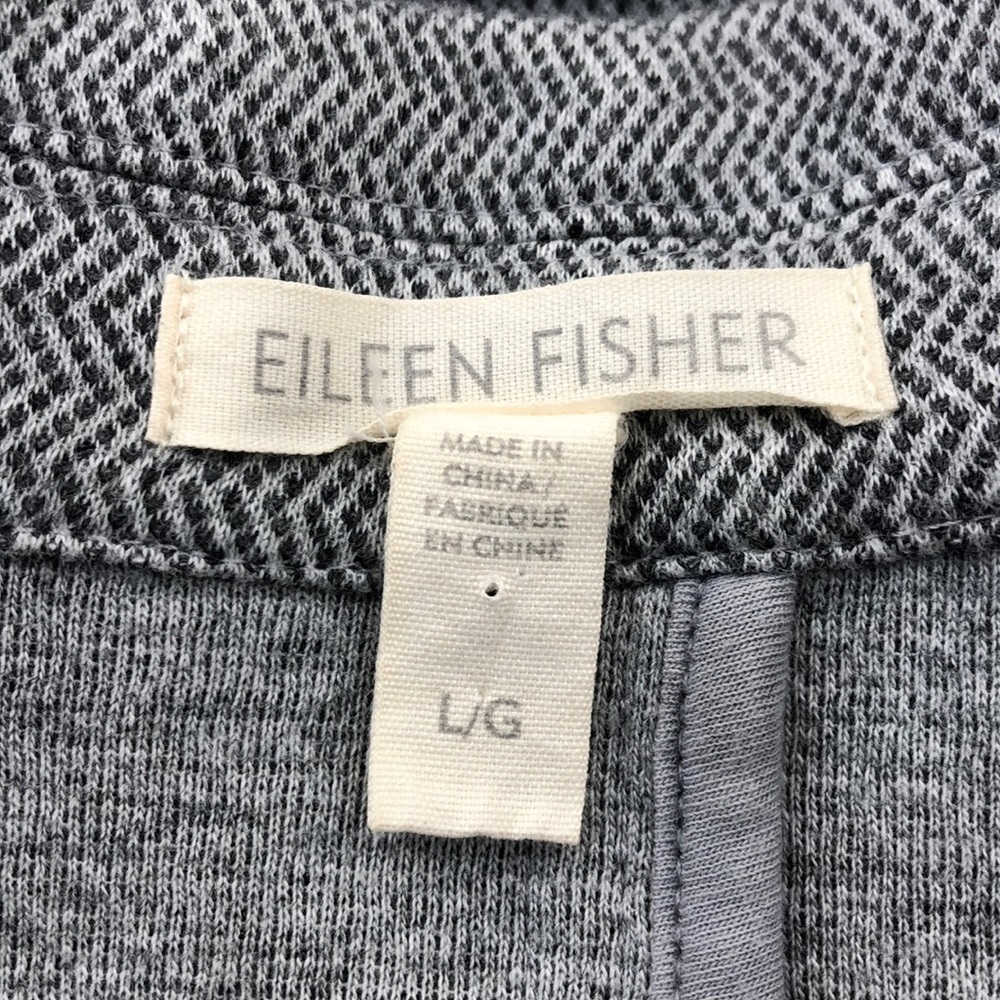 EILEEN FISHER
MADE IN
CHINA/
FABRIQUÉ
EN CHINE
L/G